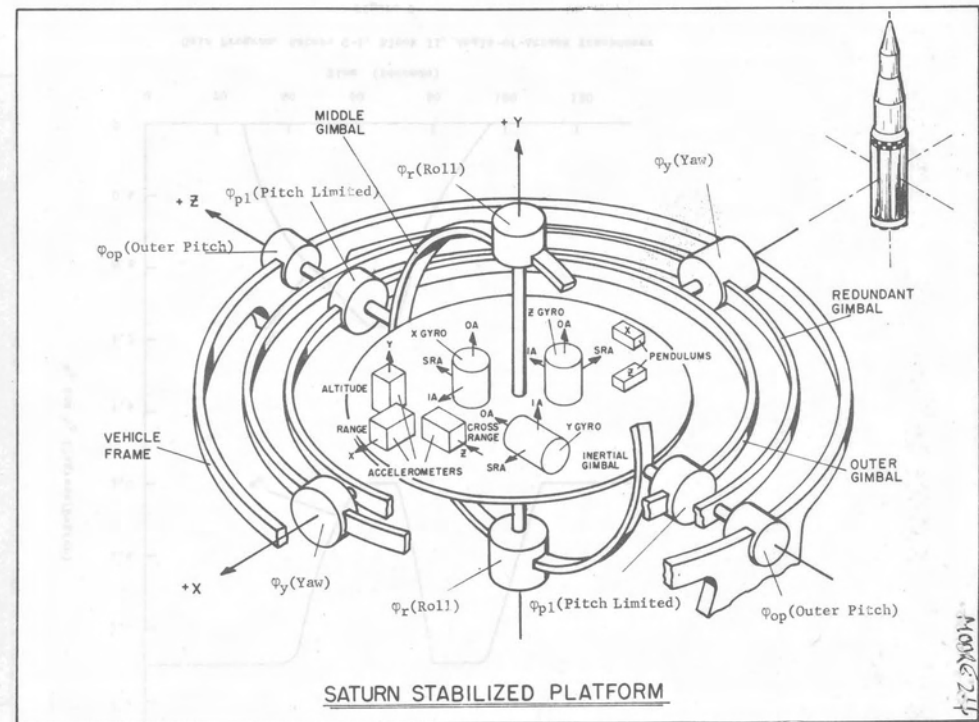 MIDDLE
GIMBAL
+ Y
φr(Roll)
φy(Yaw)
φpl(Pitch Limited)
+ Z
φop(Outer Pitch)
REDUNDANT
GIMBAL
Z GYRO
OA
X GYRO
OA
X
PENDULUMS
Z
SRA
IA
SRA
IA
Y
ALTITUDE
RANGE
X
ACCELEROMETERS
CROSS
RANGE
Z
OA
IA
SRA
Y GYRO
INERTIAL
GIMBAL
VEHICLE
FRAME
OUTER
GIMBAL
+X
φy(Yaw)
φr(Roll)
φpl(Pitch Limited)
φop(Outer Pitch)
SATURN STABILIZED PLATFORM